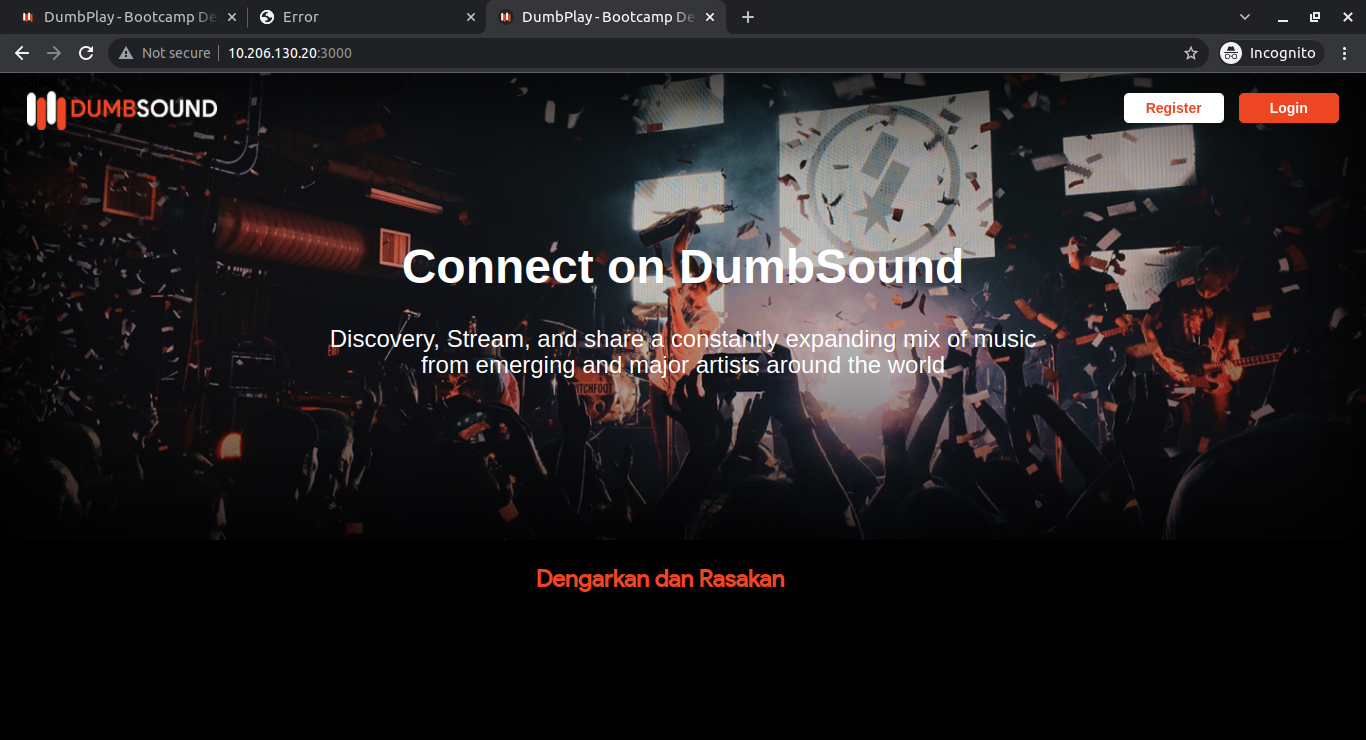 DumbPlay - Bootcamp De
Error
DumbPlay - Bootcamp De
Not secure
10.206.130.20:3000
Incognito
DUMBSOUND
Register
Login
Connect on DumbSound
Discovery, Stream, and share a constantly expanding mix of music
from emerging and major artists around the world
Dengarkan dan Rasakan